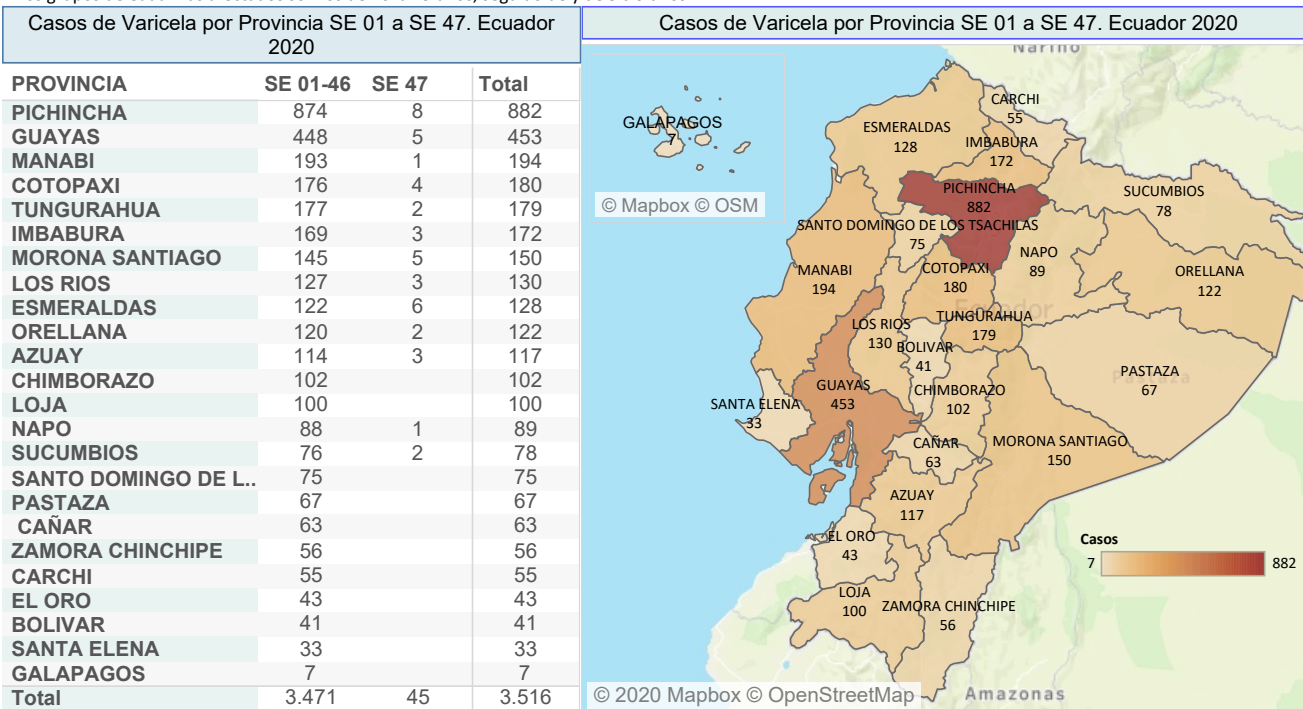 Casos de Varicela por Provincia SE 01 a SE 47. Ecuador
2020
PROVINCIA SE 01-46 SE 47 Total
PICHINCHA 874 8 882
GUAYAS 448 5 453
MANABI 193 1 194
COTOPAXI 176 4 180
TUNGURAHUA 177 2 179
IMBABURA 169 3 172
MORONA SANTIAGO 145 5 150
LOS RIOS 127 3 130
ESMERALDAS 122 6 128
ORELLANA 120 2 122
AZUAY 114 3 117
CHIMBORAZO 102 102
LOJA 100 100
NAPO 88 1 89
SUCUMBIOS 76 2 78
SANTO DOMINGO DE L.. 75 75
PASTAZA 67 67
CAÑAR 63 63
ZAMORA CHINCHIPE 56 56
CARCHI 55 55
EL ORO 43 43
BOLIVAR 41 41
SANTA ELENA 33 33
GALAPAGOS 7 7
Total 3.471 45 3.516
Casos de Varicela por Provincia SE 01 a SE 47. Ecuador 2020
Nariño
GALAPAGOS
7
© Mapbox © OSM
CARCHI
55
ESMERALDAS
128
IMBABURA
172
PICHINCHA
882
SUCUMBIOS
78
SANTO DOMINGO DE LOS TSACHILAS
75
NAPO
89
MANABI
194
COTOPAXI
180
ORELLANA
122
Ecuador
LOS RIOS
130
TUNGURAHUA
179
BOLIVAR
41
PASTAZA
67
Pastaza
GUAYAS
453
CHIMBORAZO
102
SANTA ELENA
33
CAÑAR
63
MORONA SANTIAGO
150
AZUAY
117
EL ORO
43
LOJA
100
ZAMORA CHINCHIPE
56
Casos
7 882
© 2020 Mapbox © OpenStreetMap
Amazonas